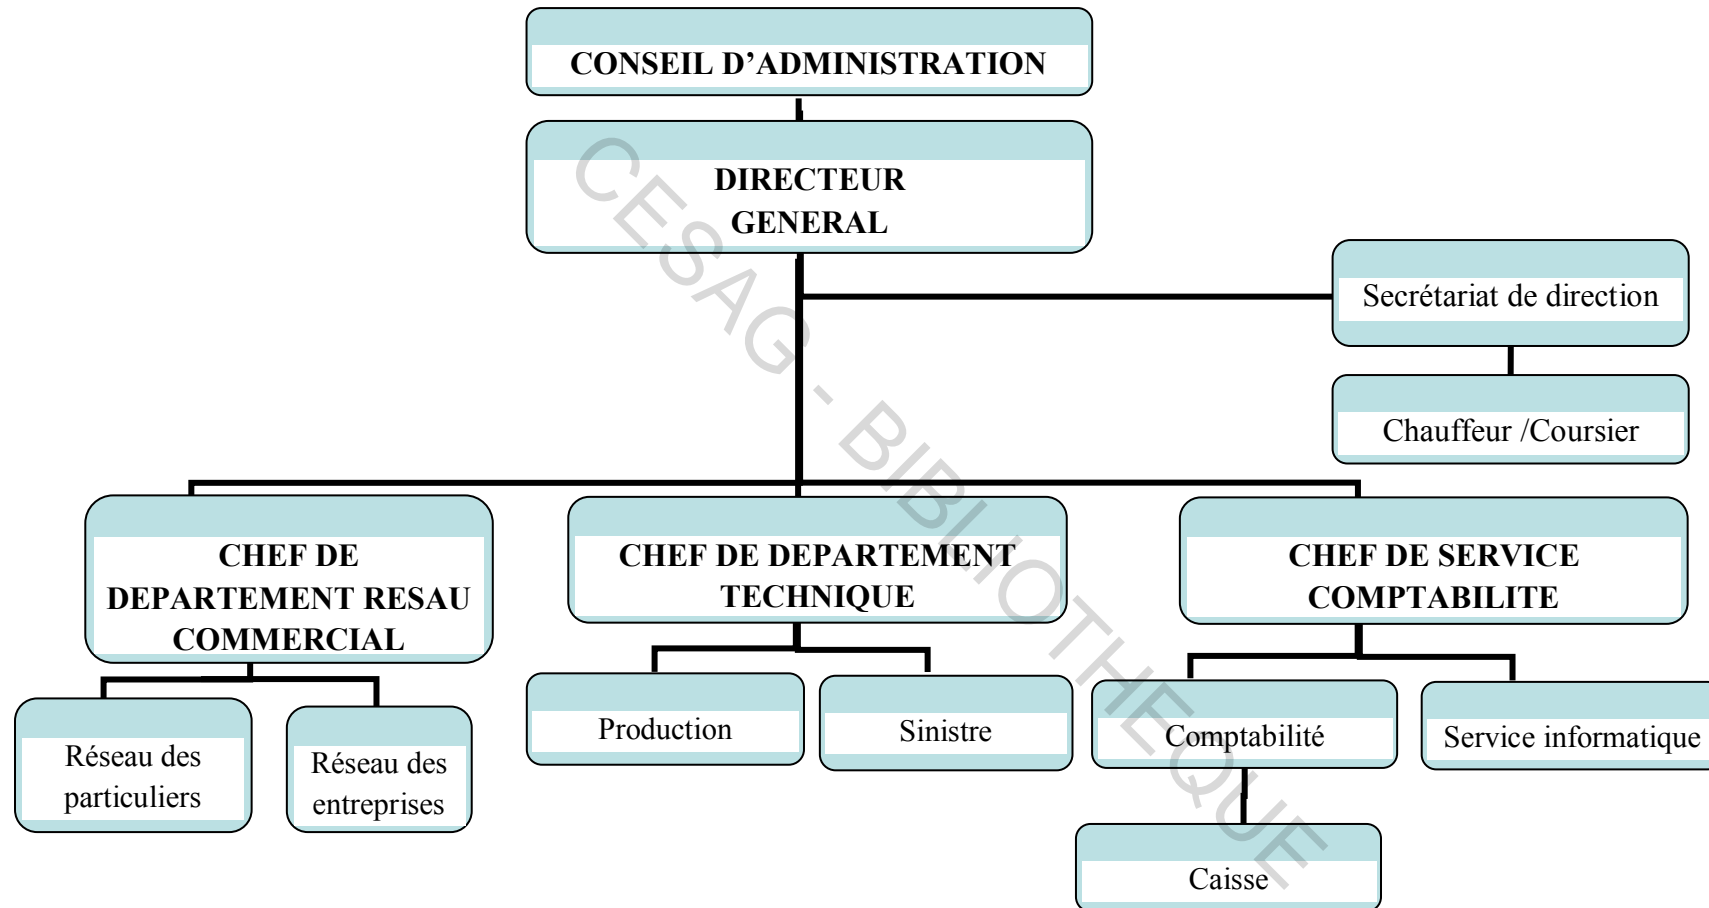 CONSEIL D’ADMINISTRATION
DIRECTEUR
GENERAL
Secrétariat de direction
Chauffeur /Coursier
CHEF DE
DEPARTEMENT RESAU
COMMERCIAL
CHEF DE DEPARTEMENT
TECHNIQUE
CHEF DE SERVICE
COMPTABILITE
Réseau des
particuliers
Réseau des
entreprises
Production
Sinistre
Comptabilité
Service informatique
Caisse
CESAG - BIBLIOTHEQUE